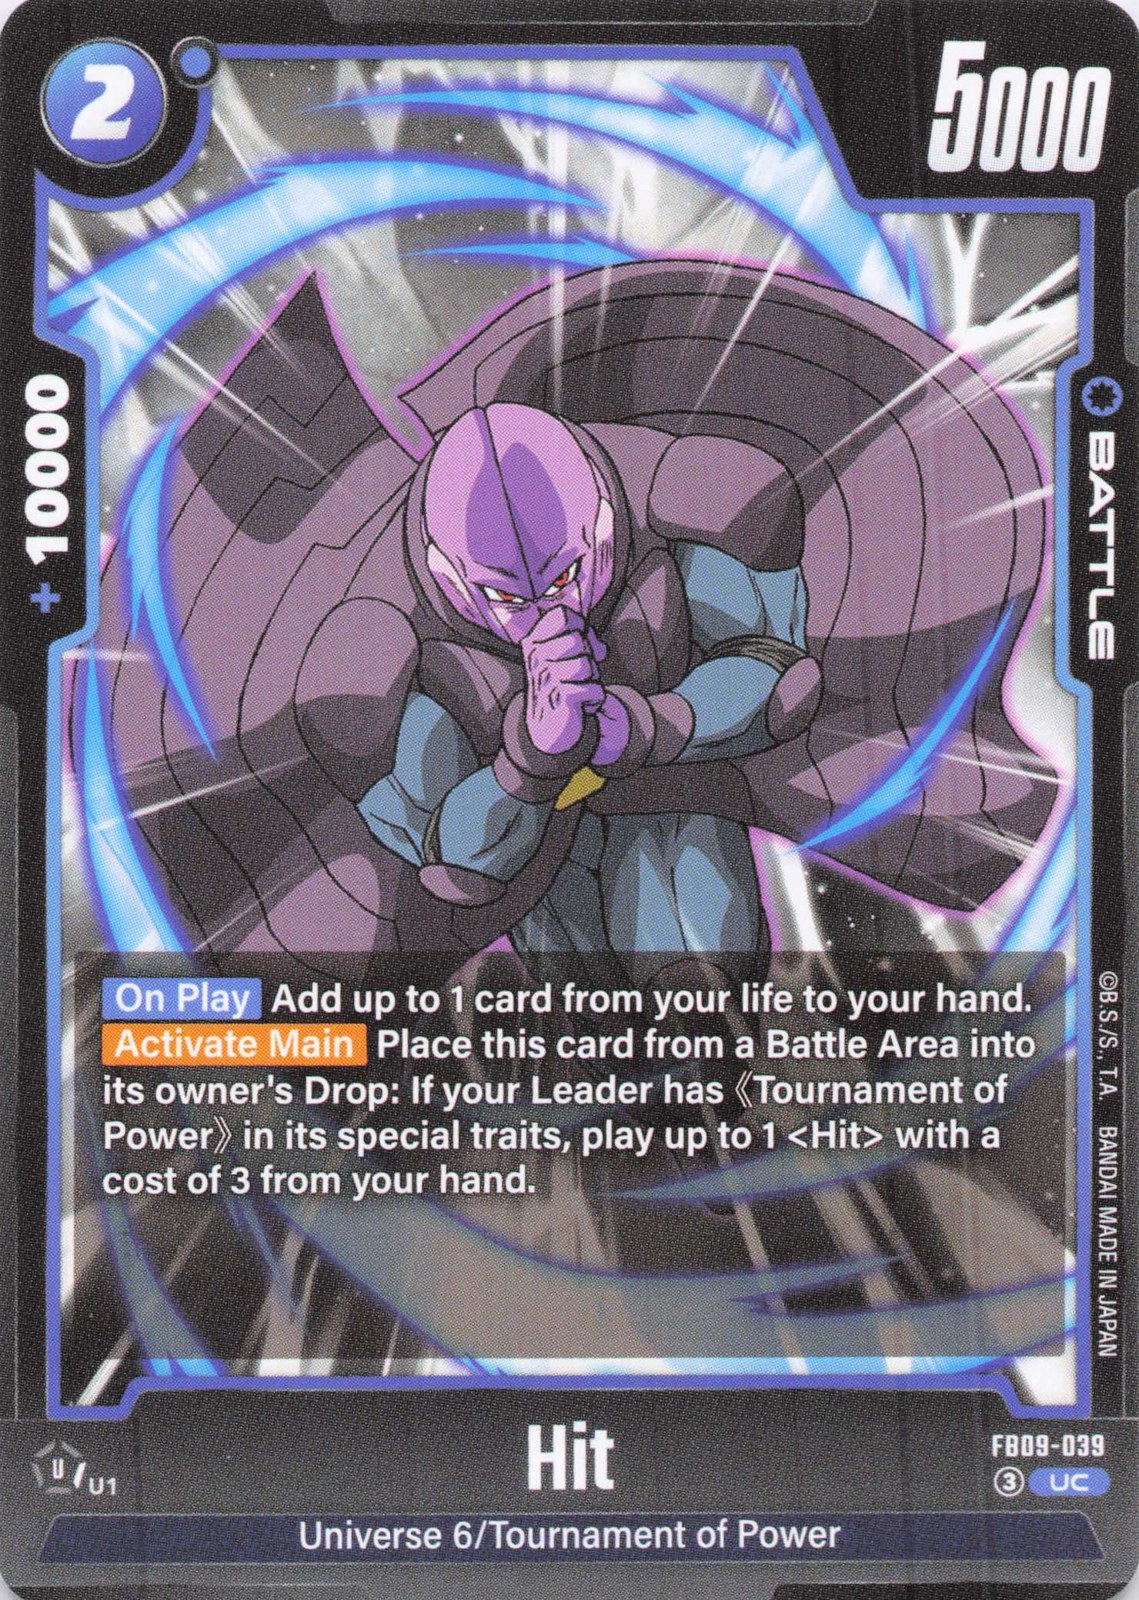 2
5000
+10000
BATTLE
On Play Add up to 1 card from your life to your hand.
Activate Main Place this card from a Battle Area into
its owner's Drop: If your Leader has 《Tournament of
Power》 in its special traits, play up to 1 <Hit> with a
cost of 3 from your hand.
©B.S./S., T.A. BANDAI MADE IN JAPAN
Hit
FB09-039
U
U1
3 UC
Universe 6/Tournament of Power